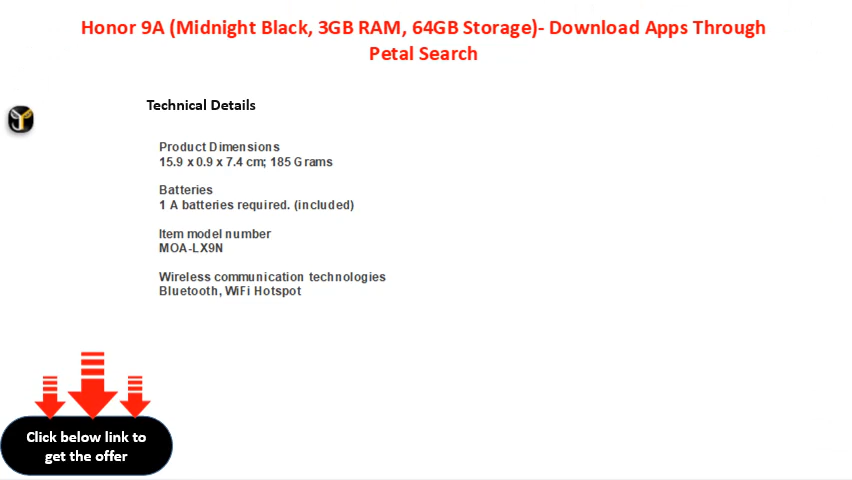 Honor 9A (Midnight Black, 3GB RAM, 64GB Storage)- Download Apps Through
Petal Search
Technical Details
Product Dimensions
15.9 x 0.9 x 7.4 cm; 185 Grams
Batteries
1 A batteries required. (included)
Item model number
MOA-LX9N
Wireless communication technologies
Bluetooth, WiFi Hotspot
Click below link to
get the offer